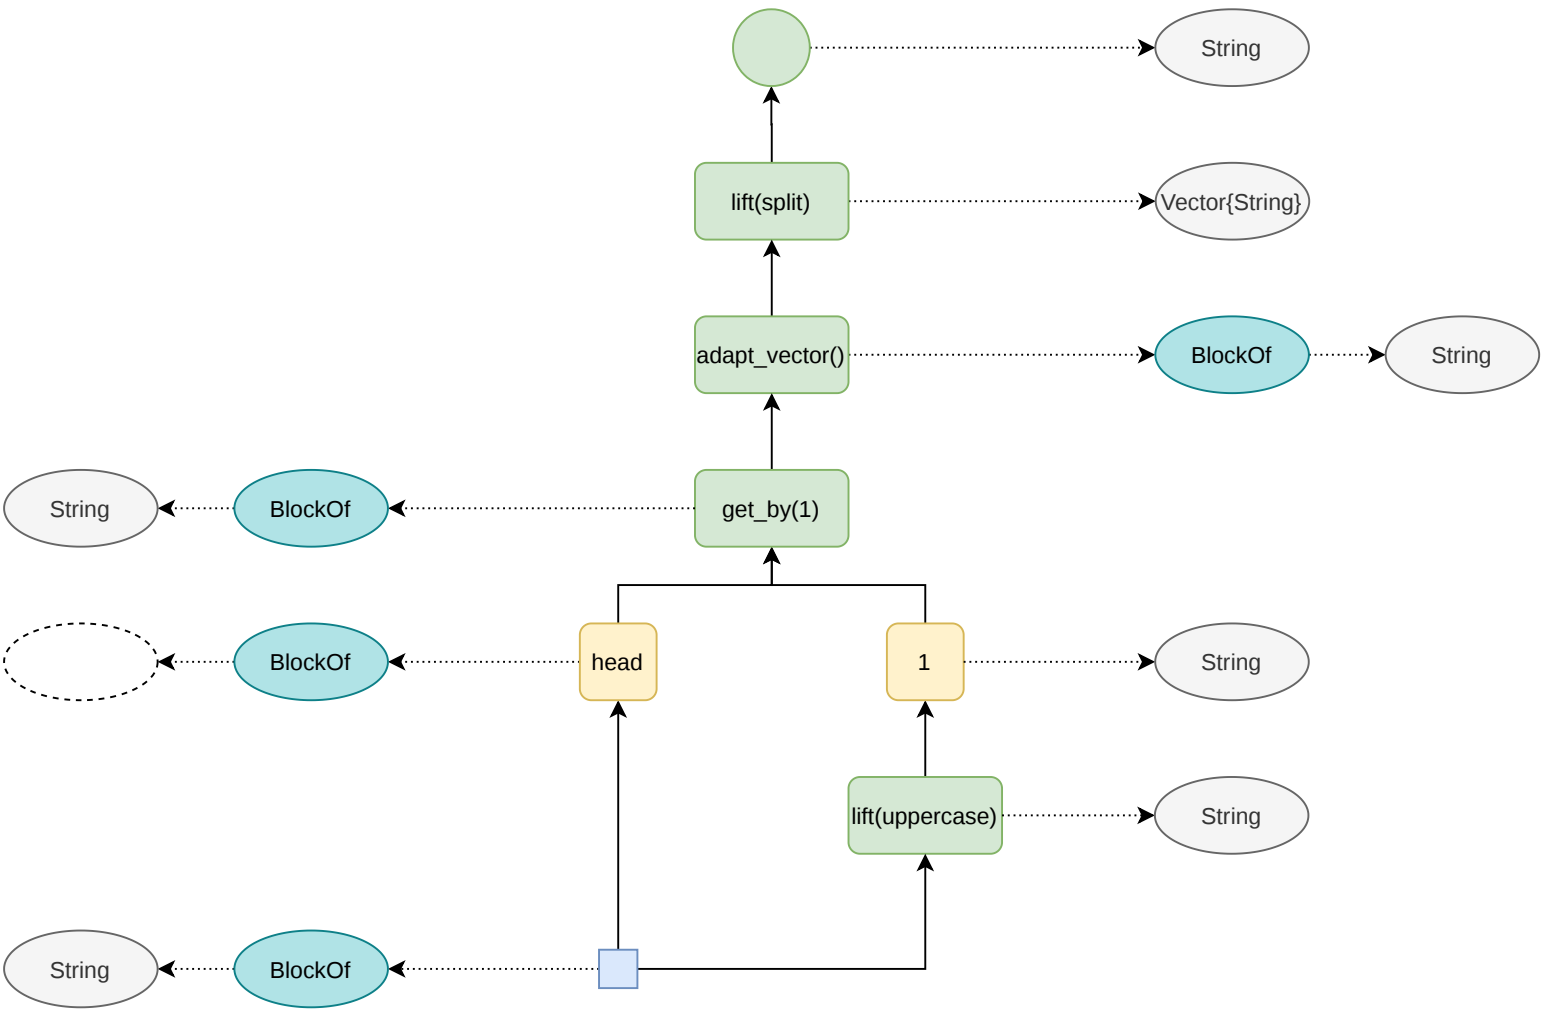 String
lift(split)
Vector{String}
adapt_vector()
BlockOf
String
String
BlockOf
get_by(1)
BlockOf
head
1
String
lift(uppercase)
String
String
BlockOf